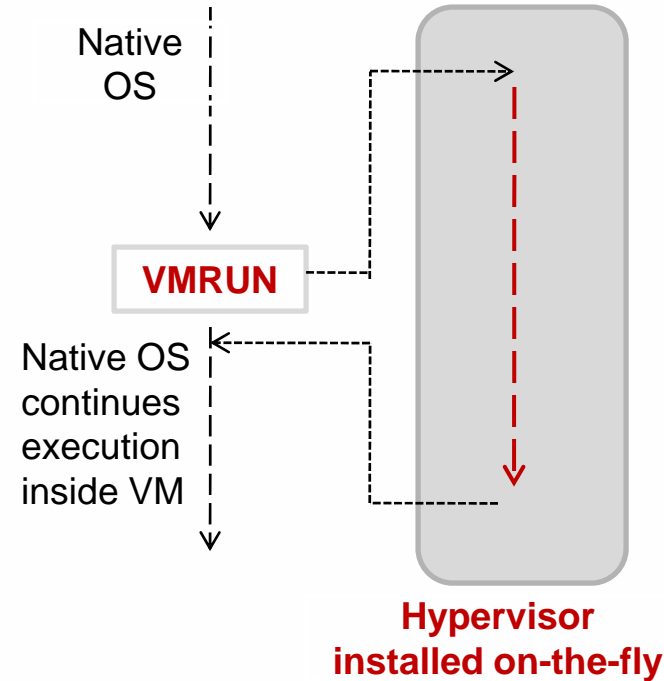 Native
OS
VMRUN
Native OS
continues
execution
inside VM
Hypervisor
installed on-the-fly